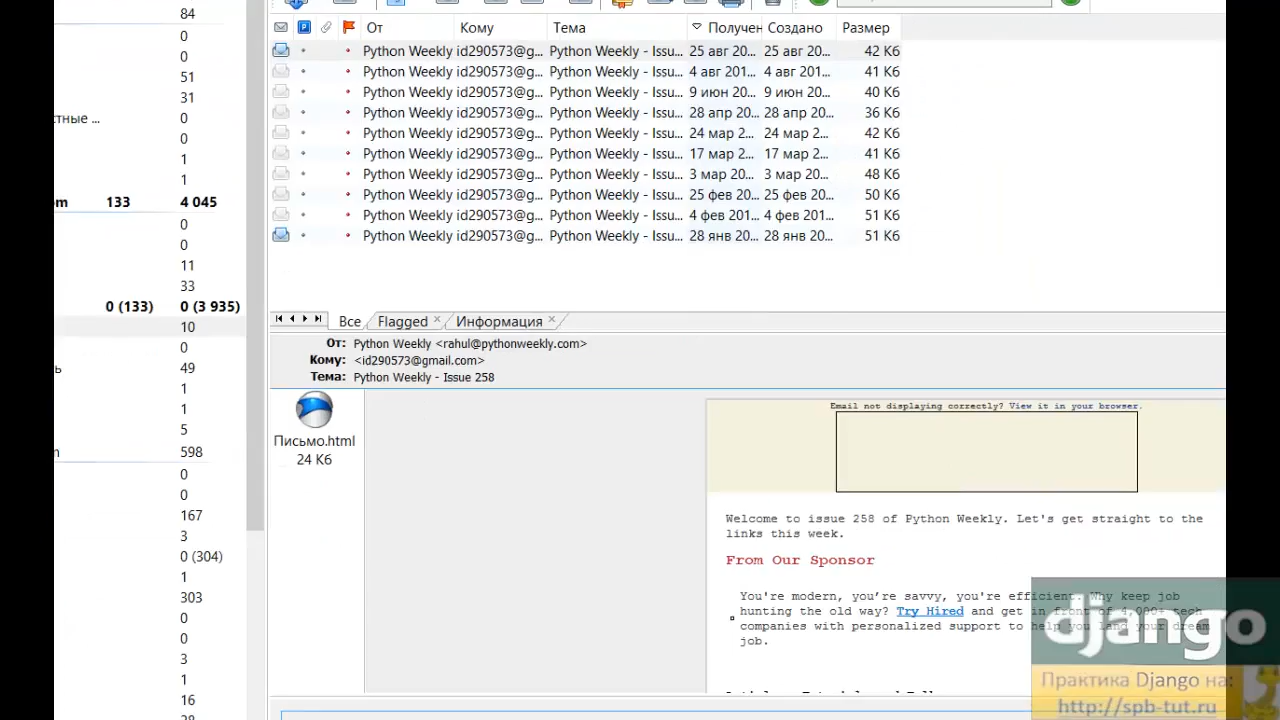 84
0
0
51
31
стные ...
0
0
1
1
om 133 4 045
0
0
11
33
0 (133) 0 (3 935)
10
0
ь 49
1
1
5
598
0
0
167
3
0 (304)
1
303
0
0
3
1
16
От Кому Тема Получен Создано Размер
Python Weekly id290573@g... Python Weekly - Issu... 25 авг 20... 25 авг 20... 42 Кб
Python Weekly id290573@g... Python Weekly - Issu... 4 авг 201... 4 авг 201... 41 Кб
Python Weekly id290573@g... Python Weekly - Issu... 9 июн 20... 9 июн 20... 40 Кб
Python Weekly id290573@g... Python Weekly - Issu... 28 апр 20... 28 апр 20... 36 Кб
Python Weekly id290573@g... Python Weekly - Issu... 24 мар 2... 24 мар 2... 42 Кб
Python Weekly id290573@g... Python Weekly - Issu... 17 мар 2... 17 мар 2... 41 Кб
Python Weekly id290573@g... Python Weekly - Issu... 3 мар 20... 3 мар 20... 48 Кб
Python Weekly id290573@g... Python Weekly - Issu... 25 фев 20... 25 фев 20... 50 Кб
Python Weekly id290573@g... Python Weekly - Issu... 4 фев 201... 4 фев 201... 51 Кб
Python Weekly id290573@g... Python Weekly - Issu... 28 янв 20... 28 янв 20... 51 Кб
Все Flagged Информация
От: Python Weekly <rahul@pythonweekly.com>
Кому: <id290573@gmail.com>
Тема: Python Weekly - Issue 258
Письмо.html
24 Кб
Email not displaying correctly? View it in your browser.
Welcome to issue 258 of Python Weekly. Let's get straight to the
links this week.
From Our Sponsor
You're modern, you're savvy, you're efficient. Why keep job
hunting the old way? Try Hired and get in front of 4,000+ tech
companies with personalized support to help you land your dream
job.
django
Практика Django на:
http://spb-tut.ru